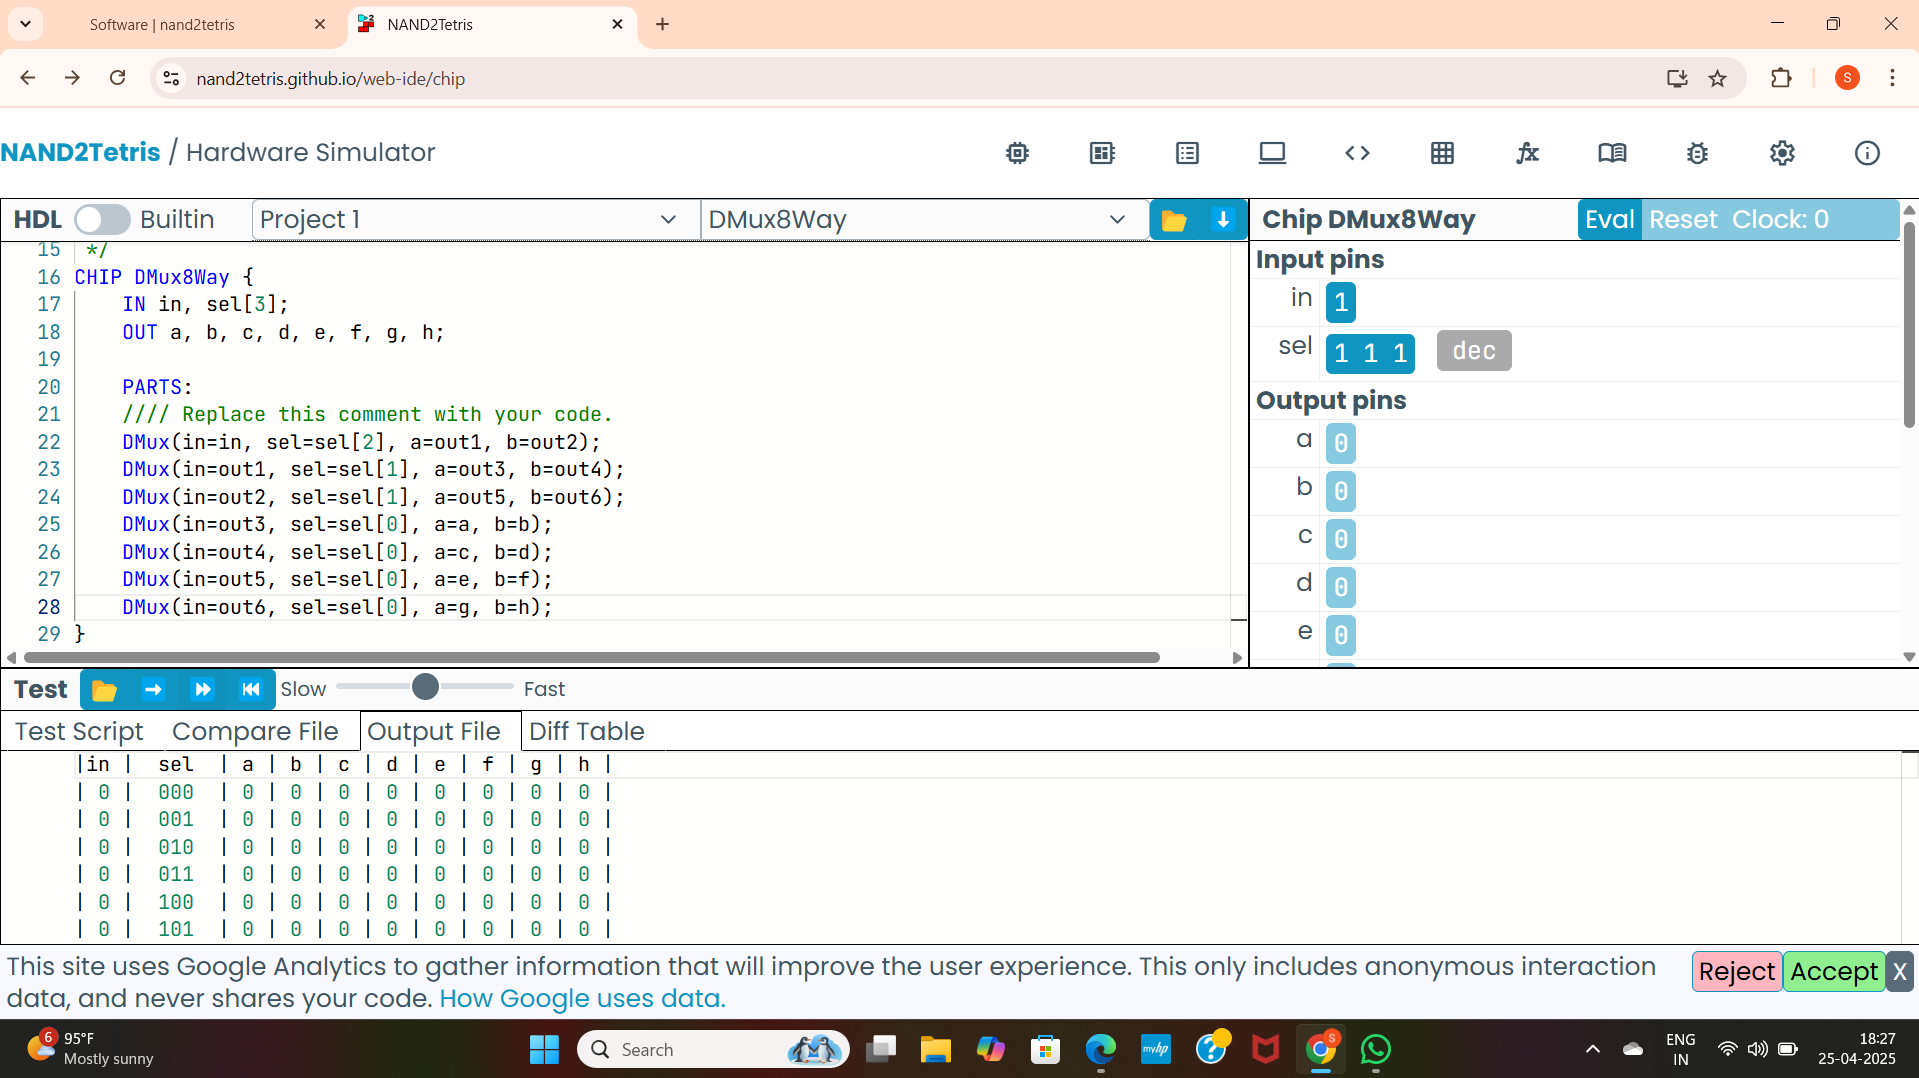 Software | nand2tetris
NAND2Tetris
nand2tetris.github.io/web-ide/chip
S
NAND2Tetris / Hardware Simulator
HDL Builtin Project 1 DMux8Way
Chip DMux8Way Eval Reset Clock: 0
15 */
16 CHIP DMux8Way {
17 IN in, sel[3];
18 OUT a, b, c, d, e, f, g, h;
19
20 PARTS:
21 //// Replace this comment with your code.
22 DMux(in=in, sel=sel[2], a=out1, b=out2);
23 DMux(in=out1, sel=sel[1], a=out3, b=out4);
24 DMux(in=out2, sel=sel[1], a=out5, b=out6);
25 DMux(in=out3, sel=sel[0], a=a, b=b);
26 DMux(in=out4, sel=sel[0], a=c, b=d);
27 DMux(in=out5, sel=sel[0], a=e, b=f);
28 DMux(in=out6, sel=sel[0], a=g, b=h);
29 }
Input pins
in 1
sel 1 1 1 dec
Output pins
a 0
b 0
c 0
d 0
e 0
Test Slow Fast
Test Script Compare File Output File Diff Table
|in | sel | a | b | c | d | e | f | g | h |
| 0 | 000 | 0 | 0 | 0 | 0 | 0 | 0 | 0 | 0 |
| 0 | 001 | 0 | 0 | 0 | 0 | 0 | 0 | 0 | 0 |
| 0 | 010 | 0 | 0 | 0 | 0 | 0 | 0 | 0 | 0 |
| 0 | 011 | 0 | 0 | 0 | 0 | 0 | 0 | 0 | 0 |
| 0 | 100 | 0 | 0 | 0 | 0 | 0 | 0 | 0 | 0 |
| 0 | 101 | 0 | 0 | 0 | 0 | 0 | 0 | 0 | 0 |
This site uses Google Analytics to gather information that will improve the user experience. This only includes anonymous interaction
data, and never shares your code. How Google uses data.
Reject Accept X
6
95°F
Mostly sunny
Search
myhp
S
ENG
IN
18:27
25-04-2025